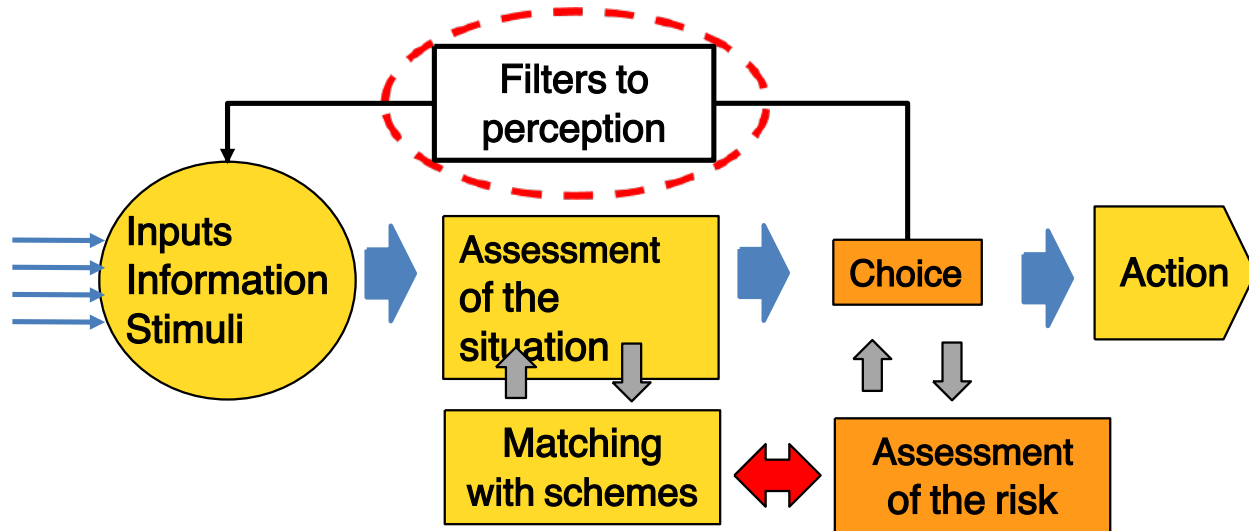 Filters to
perception
Inputs
Information
Stimuli
Assessment
of the
situation
Choice
Action
Matching
with schemes
Assessment
of the risk